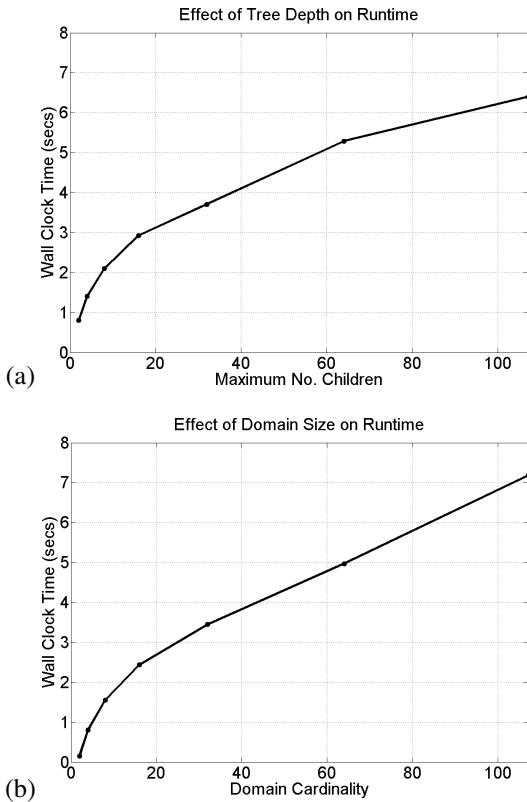 Effect of Tree Depth on Runtime
8
7
6
5
4
3
2
1
0
Wall Clock Time (secs)
0 20 40 60 80 100
Maximum No. Children
(a)
Effect of Domain Size on Runtime
8
7
6
5
4
3
2
1
0
Wall Clock Time (secs)
0 20 40 60 80 100
Domain Cardinality
(b)